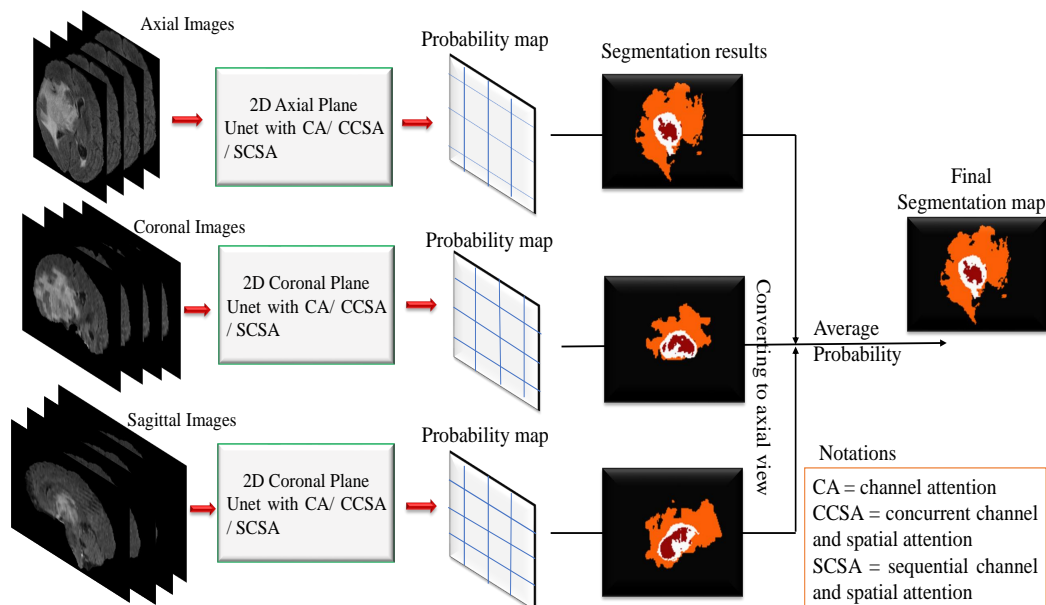 Axial Images
2D Axial Plane
Unet with CA/ CCSA
/ SCSA
Probability map
Segmentation results
Coronal Images
2D Coronal Plane
Unet with CA/ CCSA
/ SCSA
Probability map
Sagittal Images
2D Coronal Plane
Unet with CA/ CCSA
/ SCSA
Probability map
Converting to axial view
Average
Probability
Final
Segmentation map
Notations
CA = channel attention
CCSA = concurrent channel
and spatial attention
SCSA = sequential channel
and spatial attention